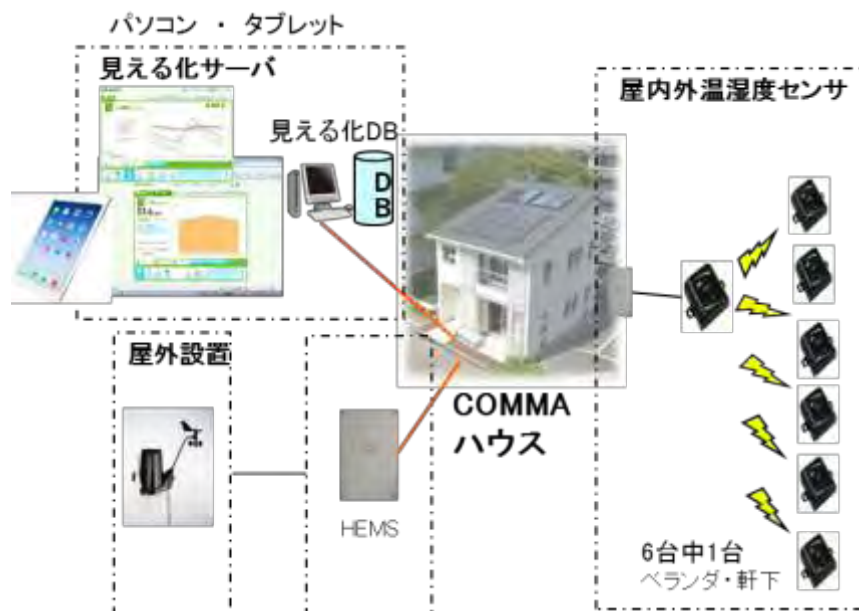 パソコン ・ タブレット
見える化サーバ
見える化DB
DB
屋内外温湿度センサ
屋外設置
COMMA
ハウス
HEMS
6台中1台
ベランダ・軒下